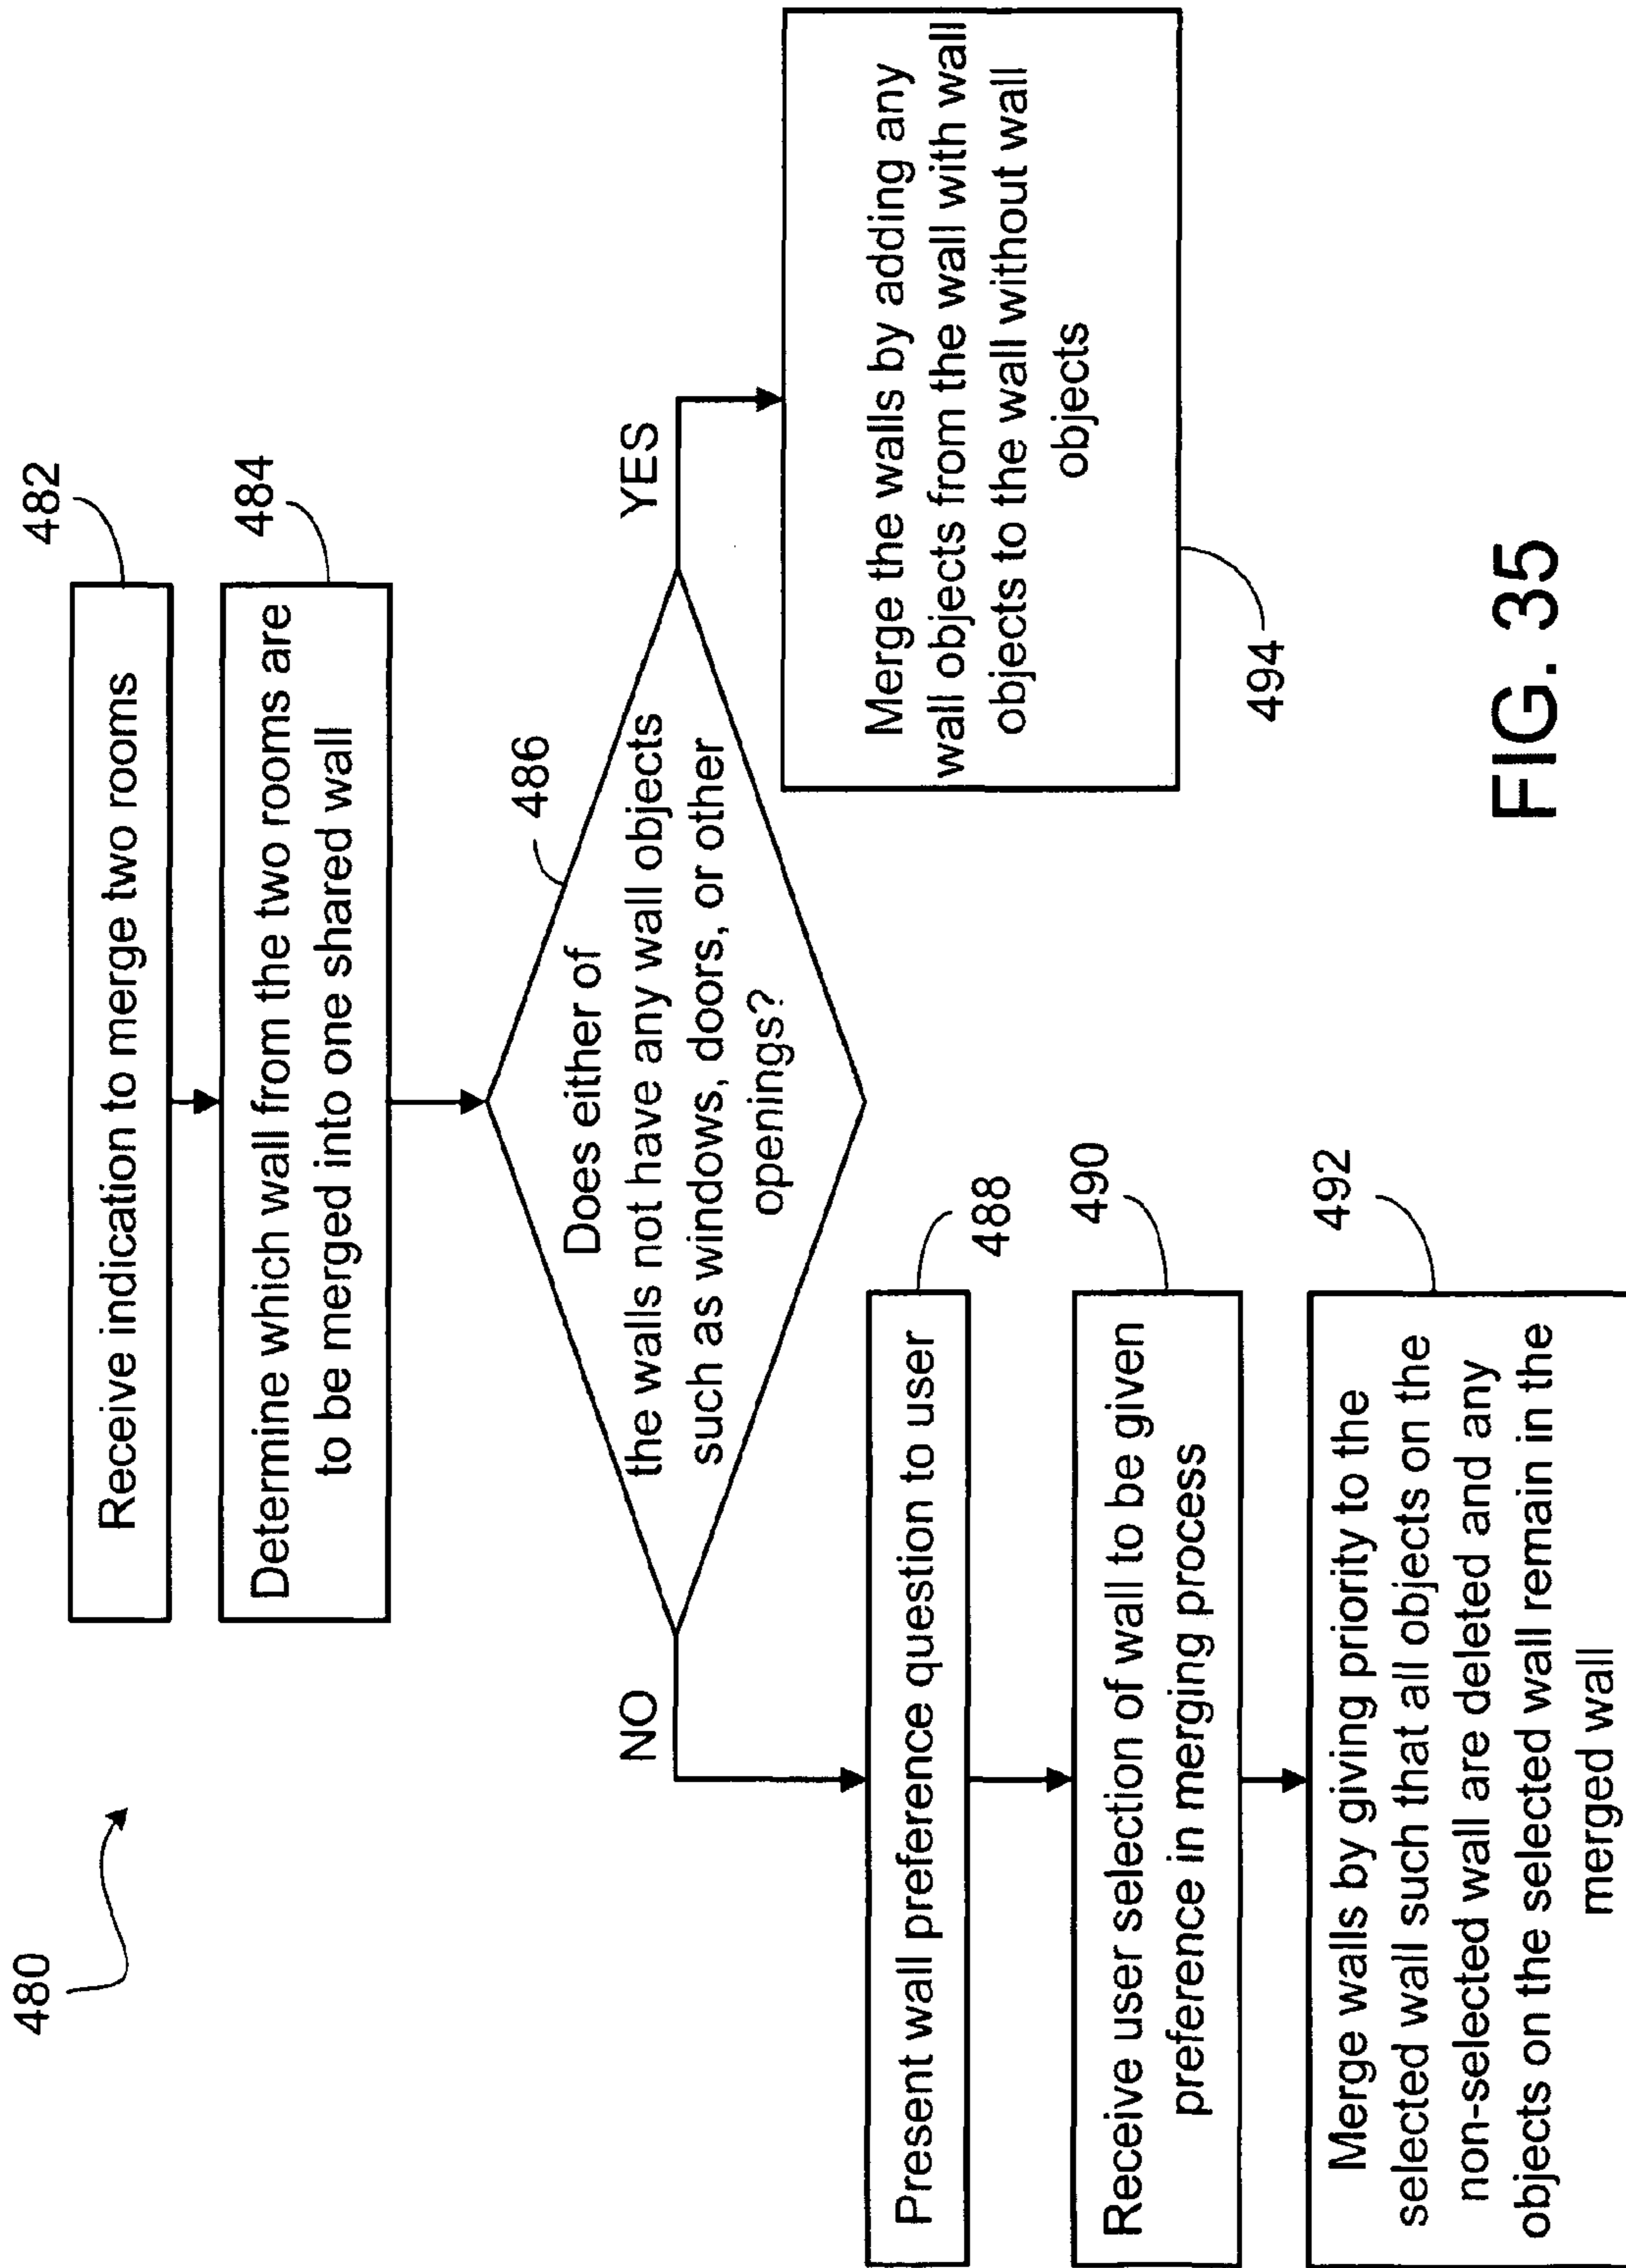 480
482
Receive indication to merge two rooms
484
Determine which wall from the two rooms are
to be merged into one shared wall
486
Does either of
the walls not have any wall objects
such as windows, doors, or other
openings?
NO
YES
488
Present wall preference question to user
490
Receive user selection of wall to be given
preference in merging process
492
Merge walls by giving priority to the
selected wall such that all objects on the
non-selected wall are deleted and any
objects on the selected wall remain in the
merged wall
Merge the walls by adding any
wall objects from the wall with wall
objects to the wall without wall
objects
494
FIG. 35